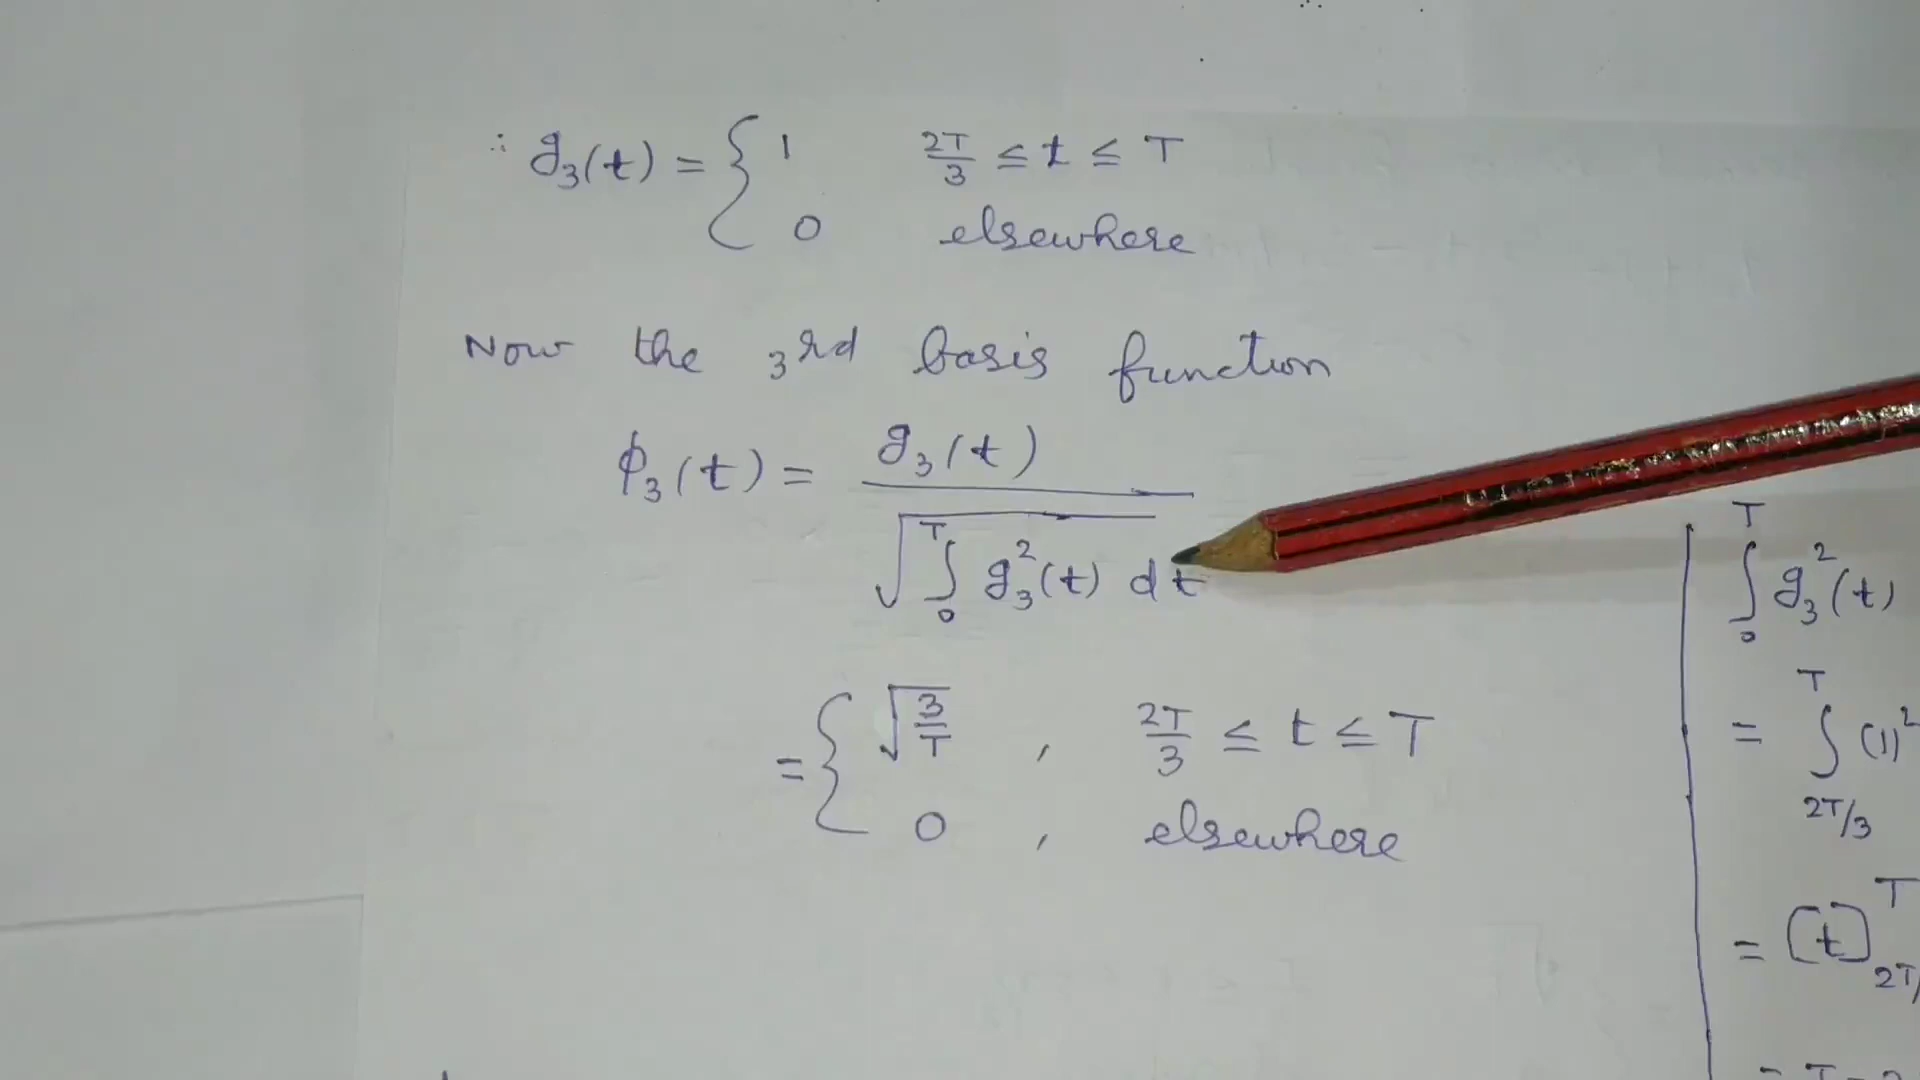 ∴ g₃(t) = { 1    2T/3 ≤ t ≤ T
0    elsewhere
Now the 3rd basis function
ϕ₃(t) = g₃(t) / √(∫₀ᵀ g₃²(t) dt)
= { √(3/T) , 2T/3 ≤ t ≤ T
0 , elsewhere
∫₀ᵀ g₃²(t)
= ∫_{2T/3}^{T} (1)²
= [t]_{2T/}^{T}